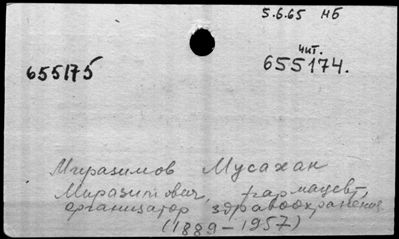 5.6.65 нб
655175
чит.
655174.
Миразимов Мусахан
Миразимович, фармацевт,
организатор здравоохранения
(1889-1957)